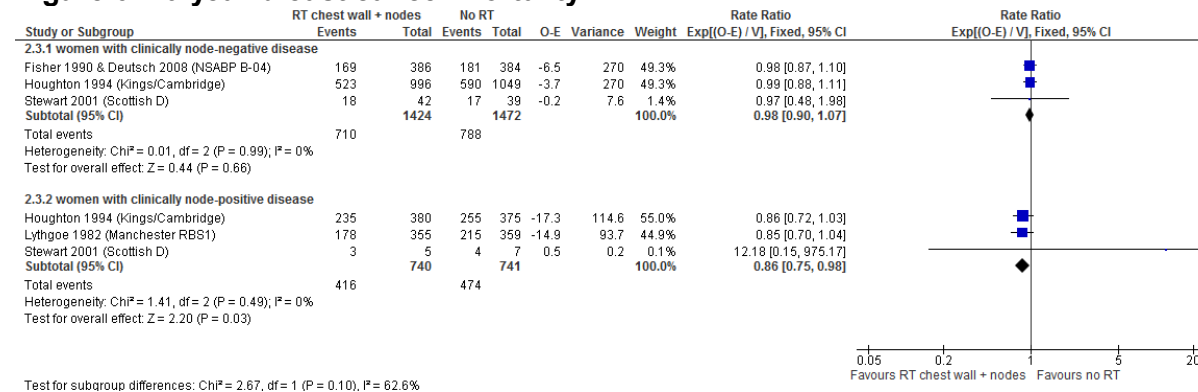 RT chest wall + nodes No RT Rate Ratio Rate Ratio
Study or Subgroup Events Total Events Total O-E Variance Weight Exp[(O-E) / V], Fixed, 95% CI Exp[(O-E) / V], Fixed, 95% CI
2.3.1 women with clinically node-negative disease
Fisher 1990 & Deutsch 2008 (NSABP B-04) 169 386 181 384 -6.5 270 49.3% 0.98 [0.87, 1.10]
Houghton 1994 (Kings/Cambridge) 523 996 590 1049 -3.7 270 49.3% 0.99 [0.88, 1.11]
Stewart 2001 (Scottish D) 18 42 17 39 -0.2 7.6 1.4% 0.97 [0.48, 1.98]
Subtotal (95% CI) 1424 1472 100.0% 0.98 [0.90, 1.07]
Total events 710 788
Heterogeneity: Chi² = 0.01, df = 2 (P = 0.99); I² = 0%
Test for overall effect: Z = 0.44 (P = 0.66)
2.3.2 women with clinically node-positive disease
Houghton 1994 (Kings/Cambridge) 235 380 255 375 -17.3 114.6 55.0% 0.86 [0.72, 1.03]
Lythgoe 1982 (Manchester RBS1) 178 355 215 359 -14.9 93.7 44.9% 0.85 [0.70, 1.04]
Stewart 2001 (Scottish D) 3 5 4 7 0.5 0.2 0.1% 12.18 [0.15, 975.17]
Subtotal (95% CI) 740 741 100.0% 0.86 [0.75, 0.98]
Total events 416 474
Heterogeneity: Chi² = 1.41, df = 2 (P = 0.49); I² = 0%
Test for overall effect: Z = 2.20 (P = 0.03)
0.05 0.2 1 5 20
Favours RT chest wall + nodes Favours no RT
Test for subgroup differences: Chi² = 2.67, df = 1 (P = 0.10), I² = 62.6%